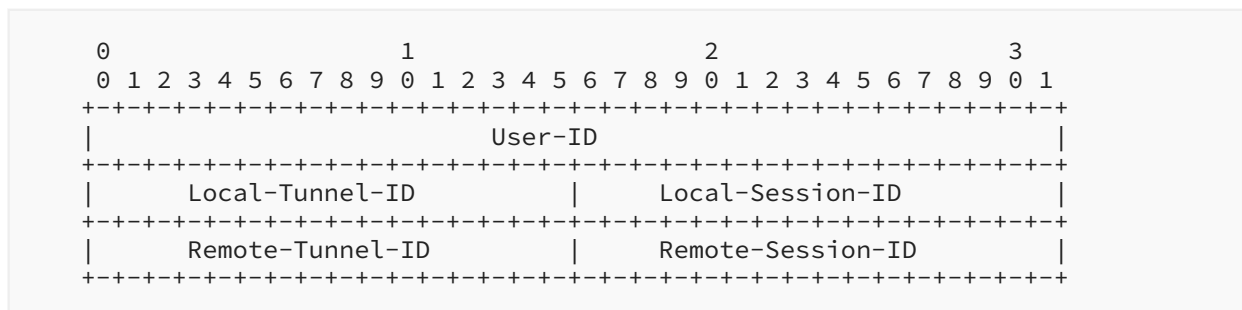 0                   1                   2                   3
 0 1 2 3 4 5 6 7 8 9 0 1 2 3 4 5 6 7 8 9 0 1 2 3 4 5 6 7 8 9 0 1
+-+-+-+-+-+-+-+-+-+-+-+-+-+-+-+-+-+-+-+-+-+-+-+-+-+-+-+-+-+-+-+-+
|                          User-ID                              |
+-+-+-+-+-+-+-+-+-+-+-+-+-+-+-+-+-+-+-+-+-+-+-+-+-+-+-+-+-+-+-+-+
|      Local-Tunnel-ID          |     Local-Session-ID          |
+-+-+-+-+-+-+-+-+-+-+-+-+-+-+-+-+-+-+-+-+-+-+-+-+-+-+-+-+-+-+-+-+
|      Remote-Tunnel-ID         |     Remote-Session-ID         |
+-+-+-+-+-+-+-+-+-+-+-+-+-+-+-+-+-+-+-+-+-+-+-+-+-+-+-+-+-+-+-+-+